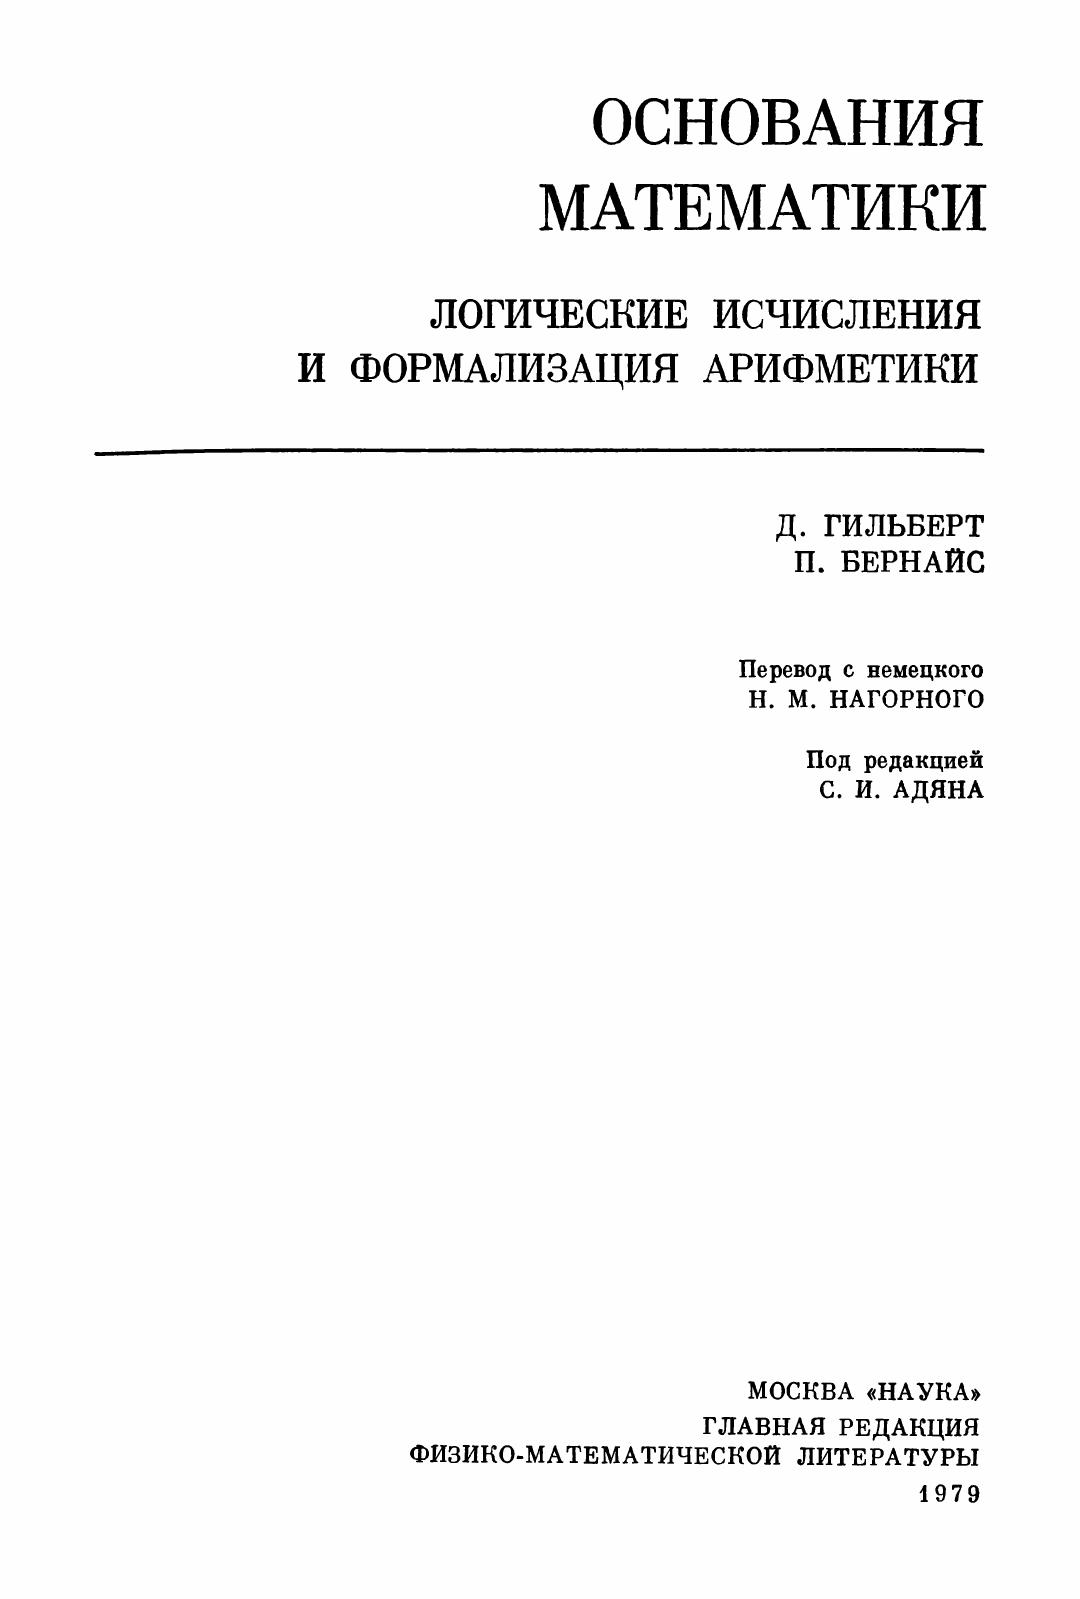 ОСНОВАНИЯ
МАТЕМАТИКИ
ЛОГИЧЕСКИЕ ИСЧИСЛЕНИЯ
И ФОРМАЛИЗАЦИЯ АРИФМЕТИКИ
Д. ГИЛЬБЕРТ
П. БЕРНАЙС
Перевод с немецкого
Н. М. НАГОРНОГО
Под редакцией
С. И. АДЯНА
МОСКВА «НАУКА»
ГЛАВНАЯ РЕДАКЦИЯ
ФИЗИКО-МАТЕМАТИЧЕСКОЙ ЛИТЕРАТУРЫ
1979